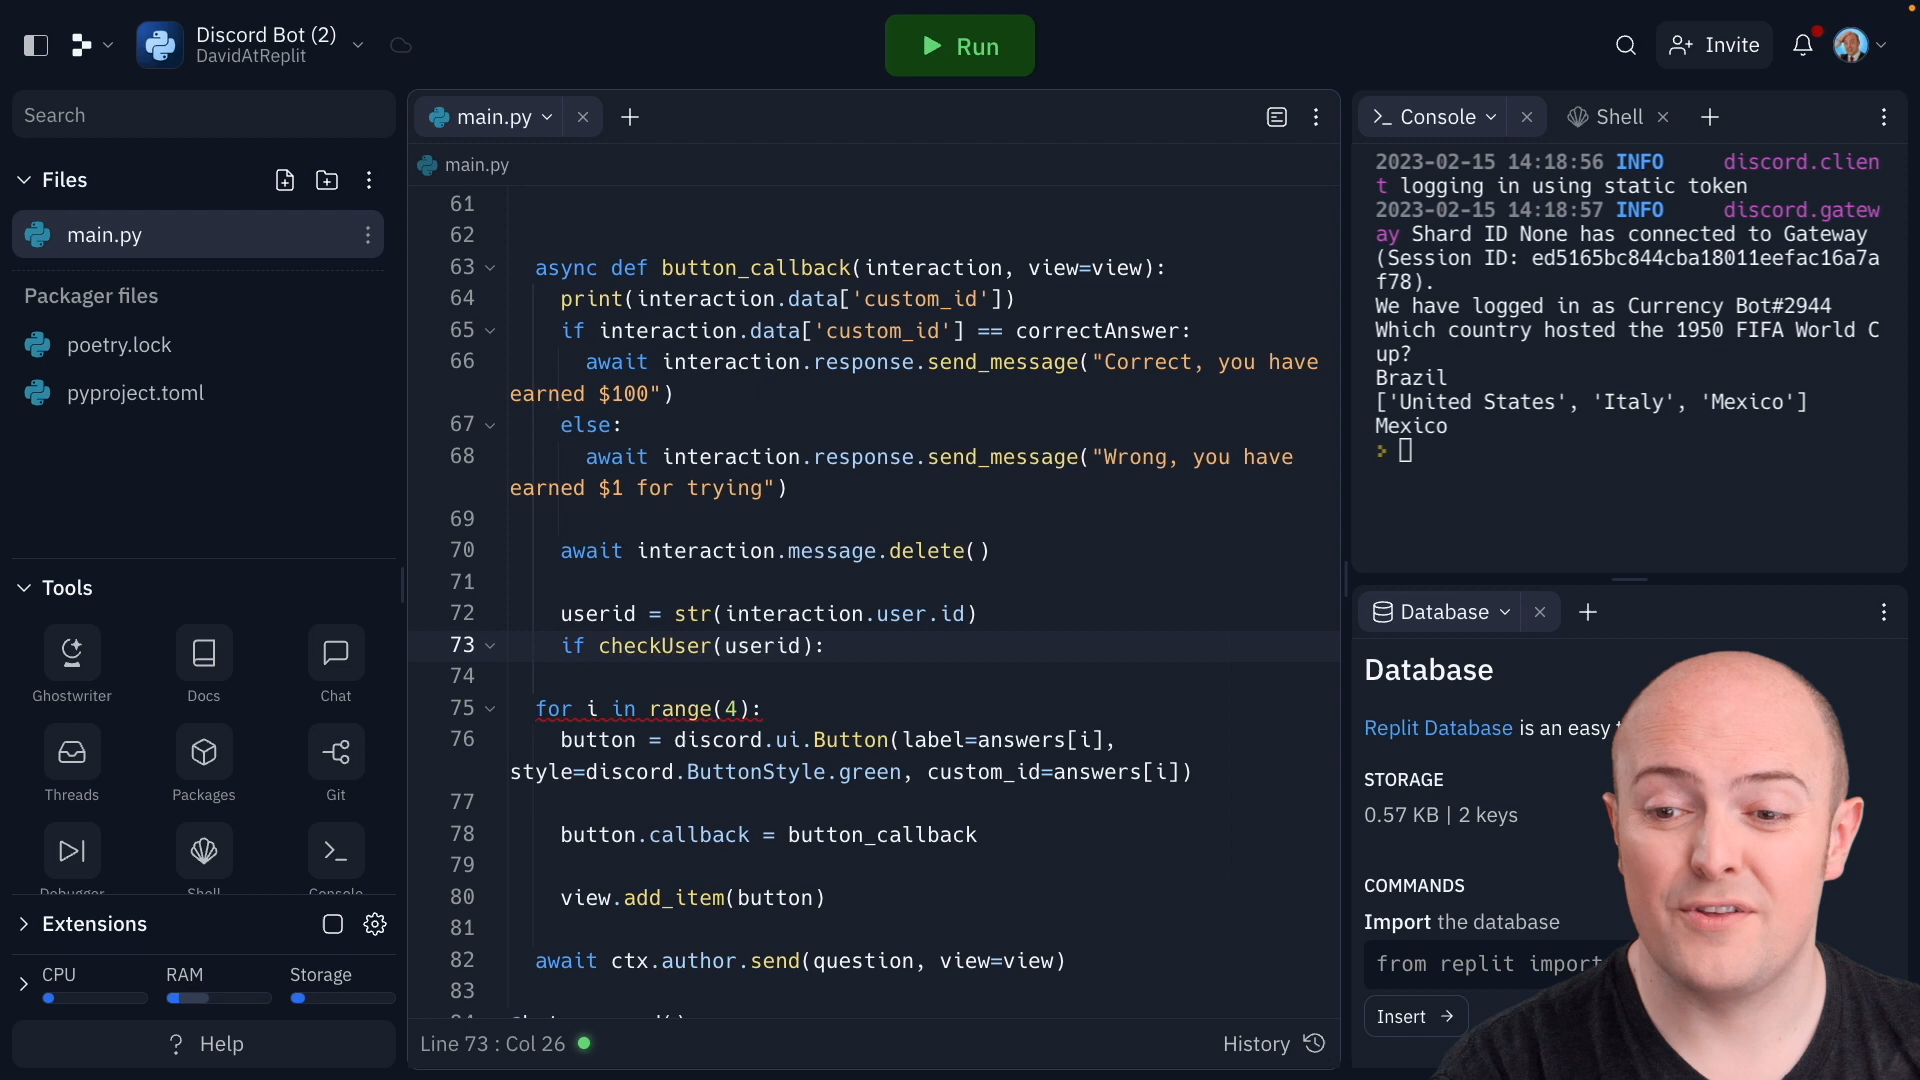 Discord Bot (2)
DavidAtReplit
Run
Invite
Search
Files
main.py
Packager files
poetry.lock
pyproject.toml
Tools
Ghostwriter
Docs
Chat
Threads
Packages
Git
Debugger
Shell
Console
Extensions
CPU
RAM
Storage
? Help
main.py
main.py
61
62
63 async def button_callback(interaction, view=view):
64 print(interaction.data['custom_id'])
65 if interaction.data['custom_id'] == correctAnswer:
66 await interaction.response.send_message("Correct, you have
earned $100")
67 else:
68 await interaction.response.send_message("Wrong, you have
earned $1 for trying")
69
70 await interaction.message.delete()
71
72 userid = str(interaction.user.id)
73 if checkUser(userid):
74
75 for i in range(4):
76 button = discord.ui.Button(label=answers[i],
style=discord.ButtonStyle.green, custom_id=answers[i])
77
78 button.callback = button_callback
79
80 view.add_item(button)
81
82 await ctx.author.send(question, view=view)
83
Line 73 : Col 26
History
Console
Shell
2023-02-15 14:18:56 INFO discord.clien
t logging in using static token
2023-02-15 14:18:57 INFO discord.gatew
ay Shard ID None has connected to Gateway
(Session ID: ed5165bc844cba18011eefac16a7a
f78).
We have logged in as Currency Bot#2944
Which country hosted the 1950 FIFA World C
up?
Brazil
['United States', 'Italy', 'Mexico']
Mexico
Database
Database
Replit Database is an easy
STORAGE
0.57 KB | 2 keys
COMMANDS
Import the database
from replit import
Insert →